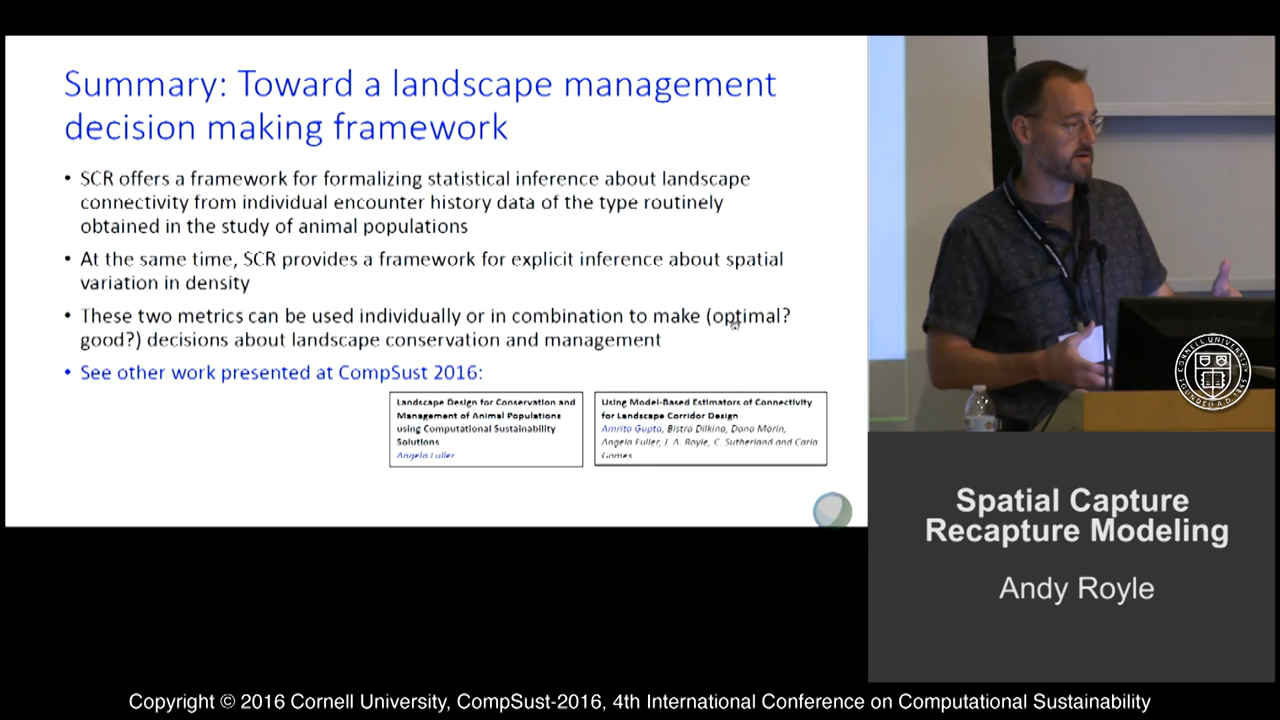 Summary: Toward a landscape management
decision making framework
• SCR offers a framework for formalizing statistical inference about landscape
connectivity from individual encounter history data of the type routinely
obtained in the study of animal populations
• At the same time, SCR provides a framework for explicit inference about spatial
variation in density
• These two metrics can be used individually or in combination to make (optimal?
good?) decisions about landscape conservation and management
• See other work presented at CompSust 2016:
Landscape Design for Conservation and
Management of Animal Populations
using Computational Sustainability
Solutions
Angela Fuller
Using Model-Based Estimators of Connectivity
for Landscape Corridor Design
Amrita Gupta, Bistra Dilkina, Dana Morin,
Angela Fuller, J. A. Royle, C. Sutherland and Carla
Gomes
CORNELL UNIVERSITY
FOUNDED A.D.
Spatial Capture
Recapture Modeling
Andy Royle
Copyright © 2016 Cornell University, CompSust-2016, 4th International Conference on Computational Sustainability